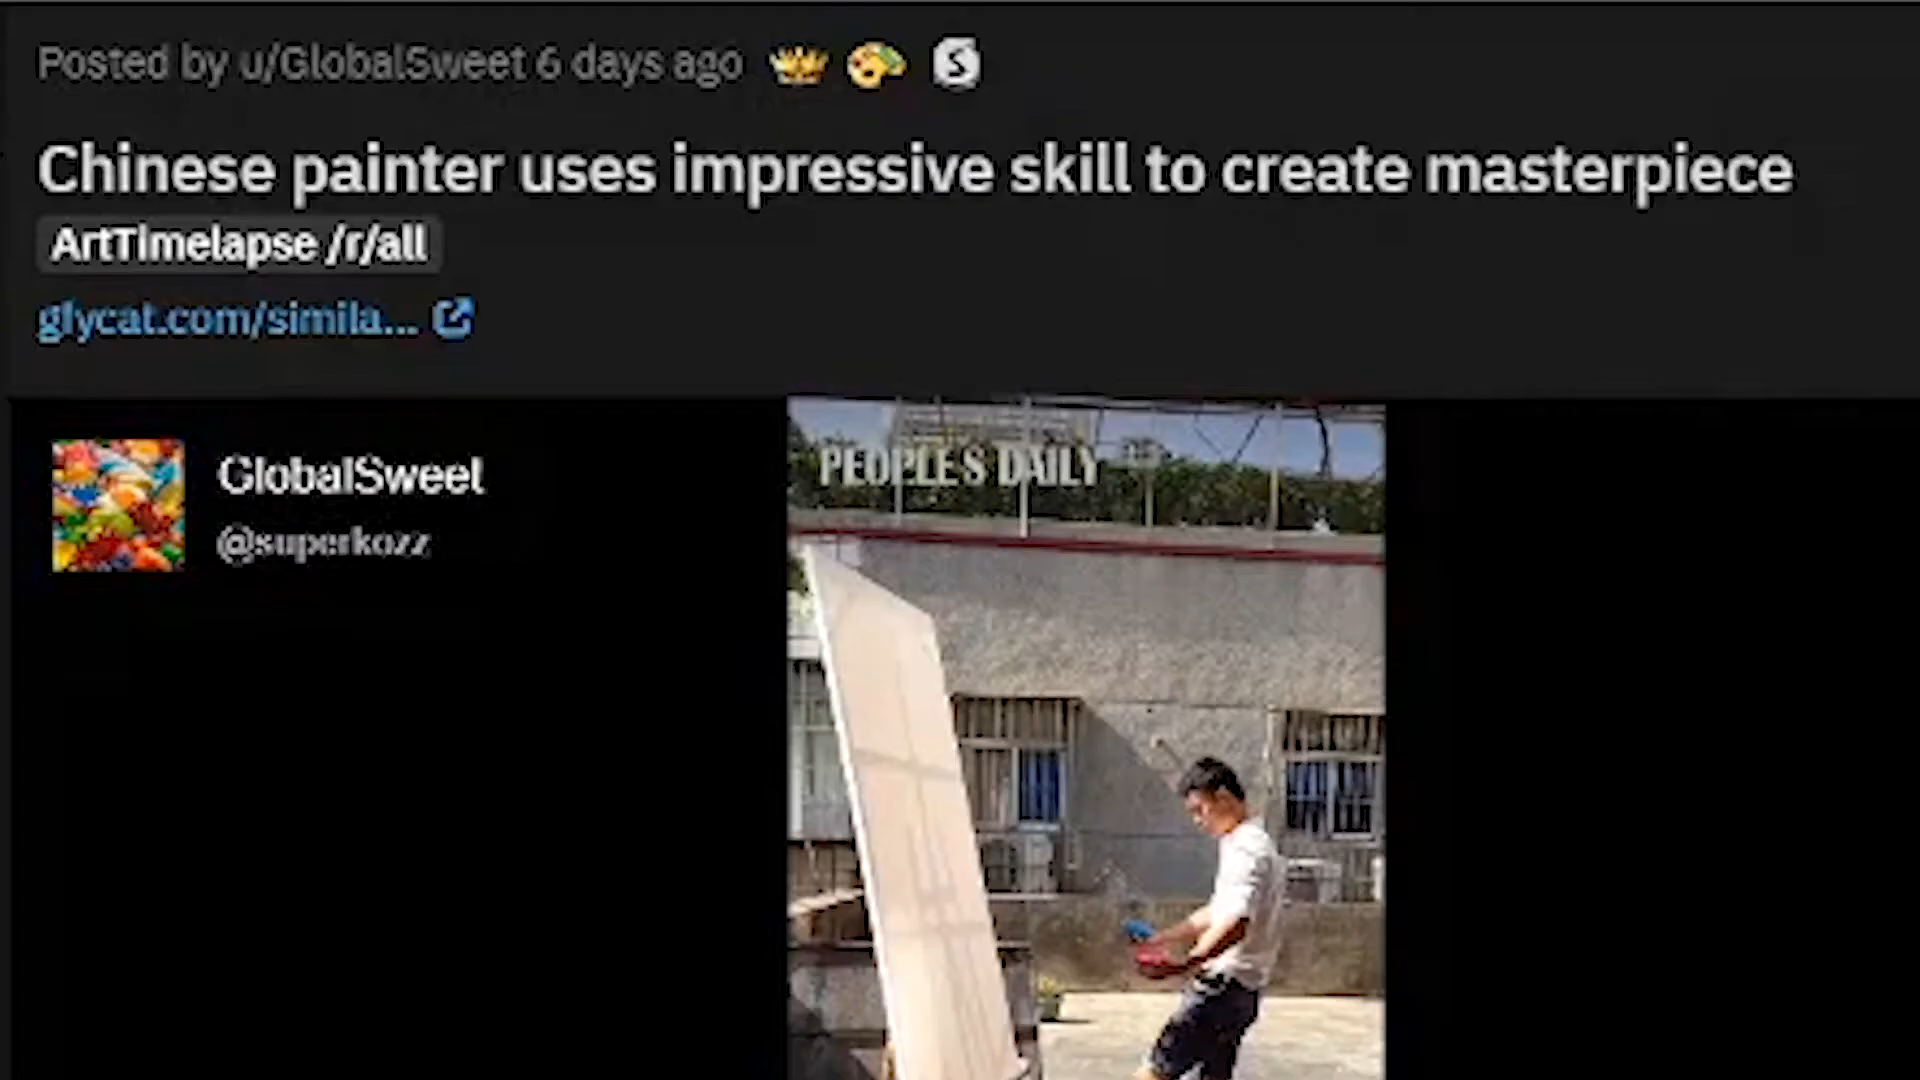 Posted by u/GlobalSweet 6 days ago
Chinese painter uses impressive skill to create masterpiece
ArtTimelapse /r/all
gfycat.com/simila...
GlobalSweet
@superkozz
PEOPLE'S DAILY